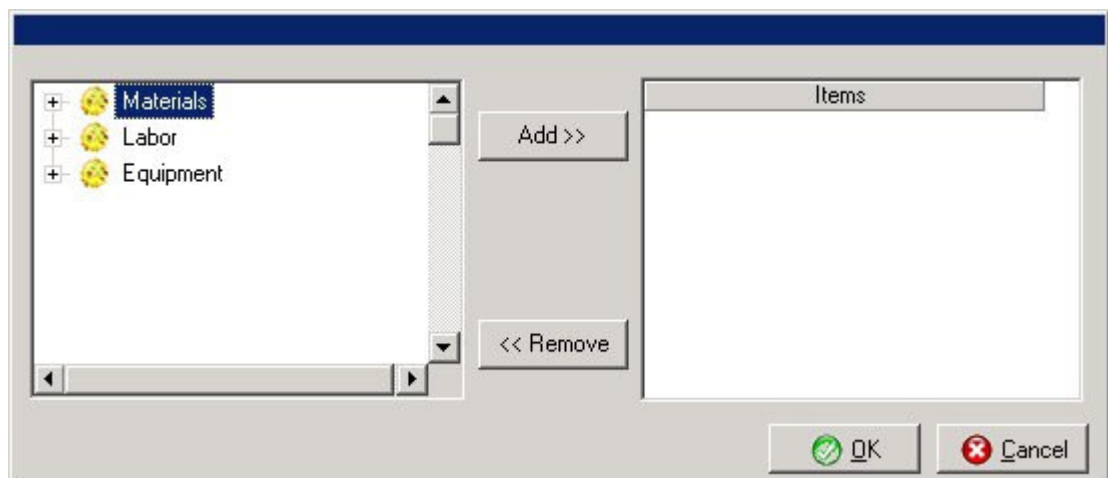 Materials
Labor
Equipment
Add >>
<< Remove
Items
OK
Cancel